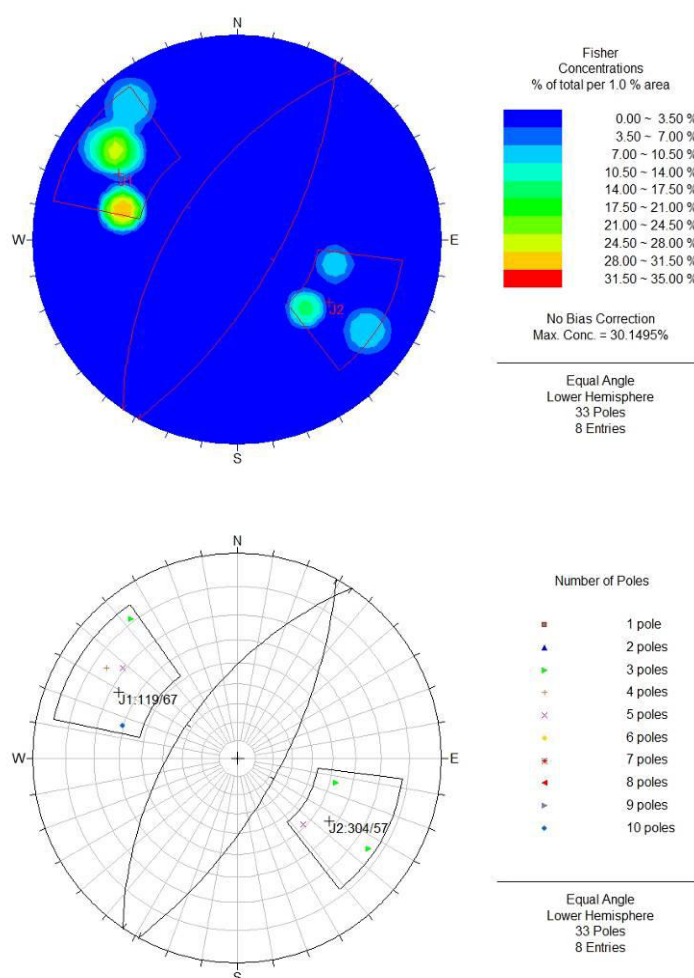 N
W
E
S
J1
J2
Fisher
Concentrations
% of total per 1.0 % area
0.00 ~ 3.50 %
3.50 ~ 7.00 %
7.00 ~ 10.50 %
10.50 ~ 14.00 %
14.00 ~ 17.50 %
17.50 ~ 21.00 %
21.00 ~ 24.50 %
24.50 ~ 28.00 %
28.00 ~ 31.50 %
31.50 ~ 35.00 %
No Bias Correction
Max. Conc. = 30.1495%
Equal Angle
Lower Hemisphere
33 Poles
8 Entries
N
W
E
S
J1:119/67
J2:304/57
Number of Poles
1 pole
2 poles
3 poles
4 poles
5 poles
6 poles
7 poles
8 poles
9 poles
10 poles
Equal Angle
Lower Hemisphere
33 Poles
8 Entries